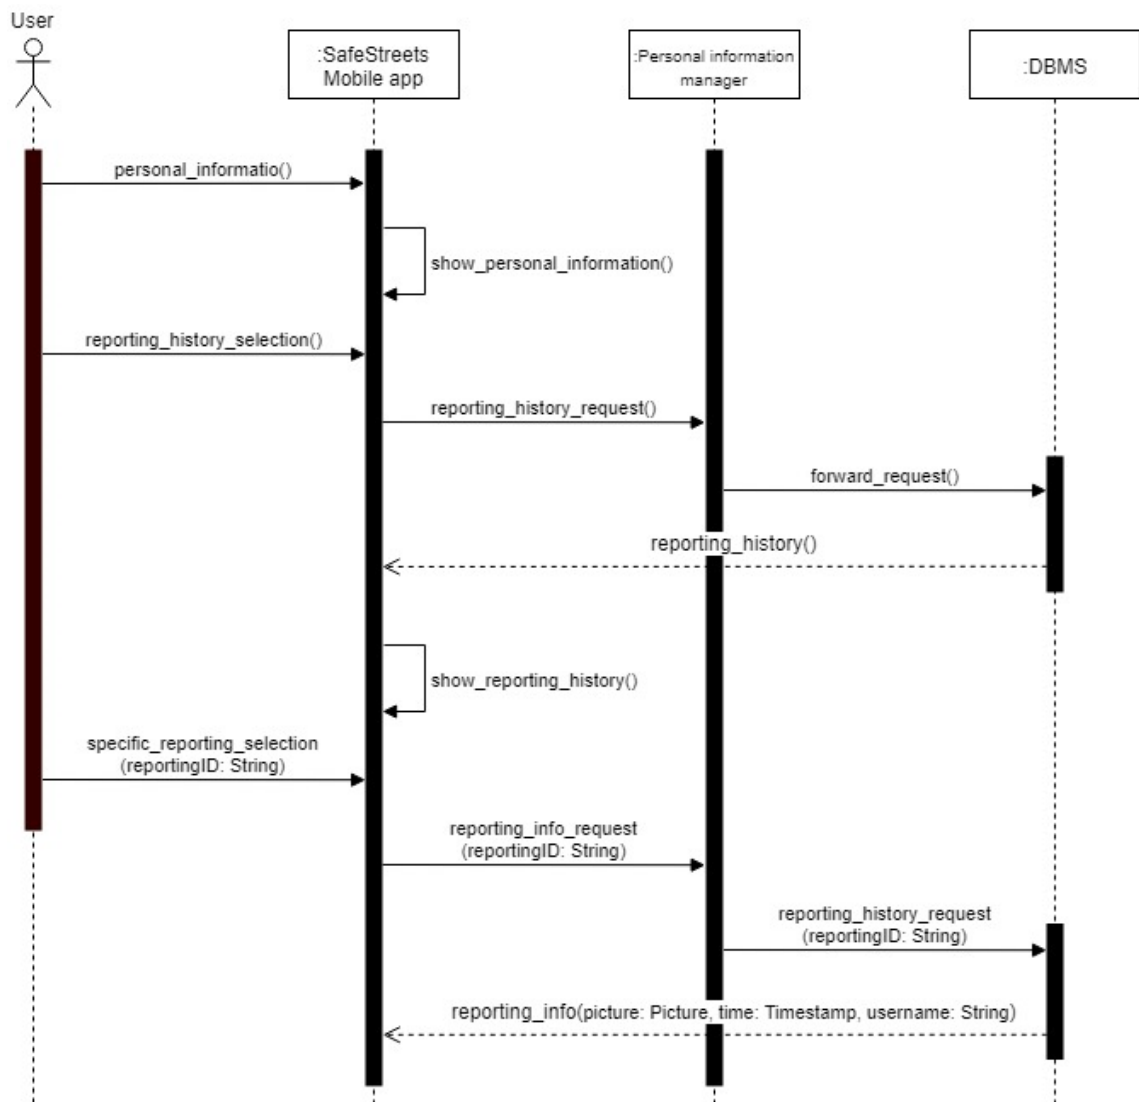 User
:SafeStreets
Mobile app
:Personal information
manager
:DBMS
personal_informatio()
show_personal_information()
reporting_history_selection()
reporting_history_request()
forward_request()
reporting_history()
show_reporting_history()
specific_reporting_selection
(reportingID: String)
reporting_info_request
(reportingID: String)
reporting_history_request
(reportingID: String)
reporting_info(picture: Picture, time: Timestamp, username: String)